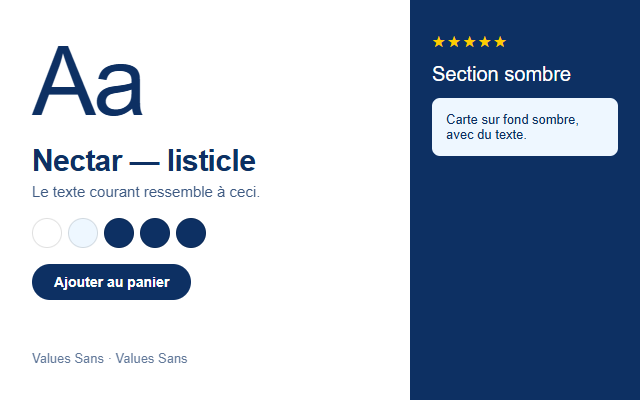 Aa
Nectar — listicle
Le texte courant ressemble à ceci.
Ajouter au panier
Values Sans · Values Sans
Section sombre
Carte sur fond sombre,
avec du texte.